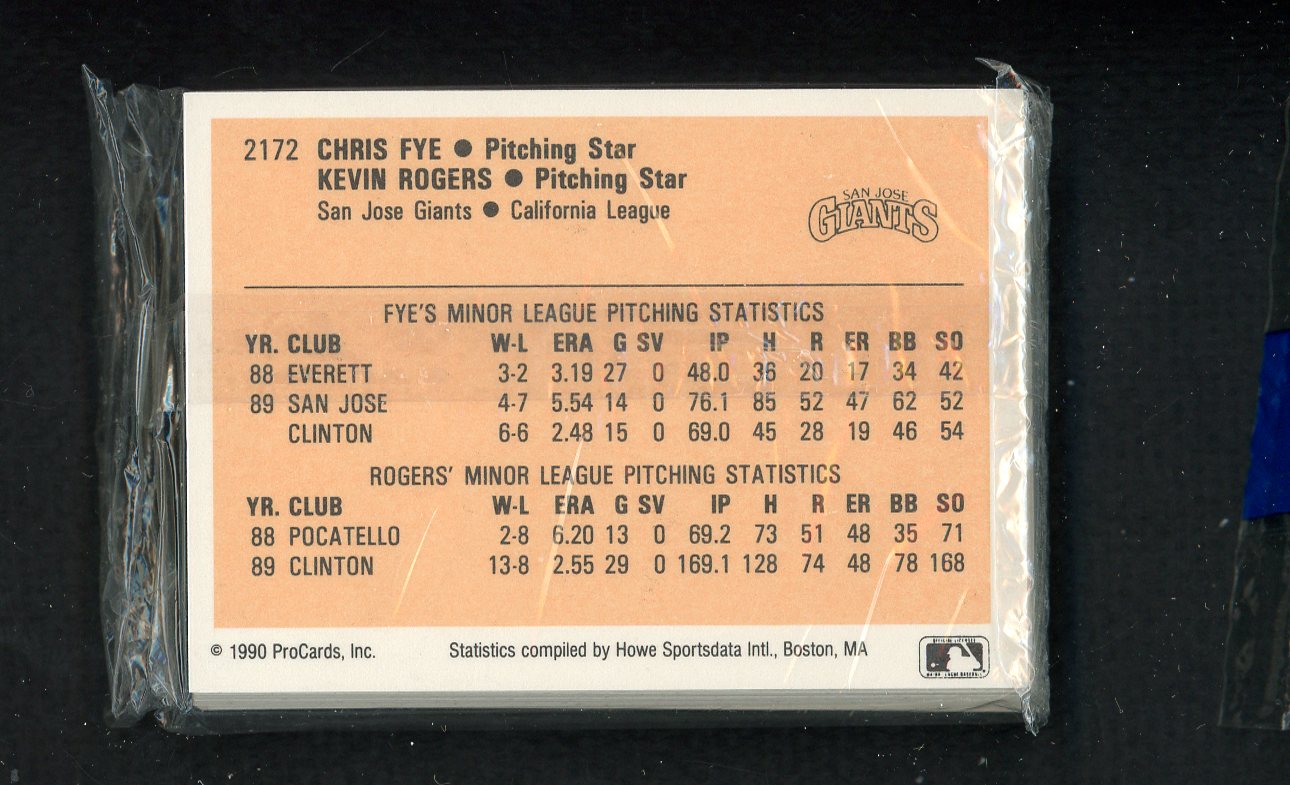 2172 CHRIS FYE ● Pitching Star
KEVIN ROGERS ● Pitching Star
San Jose Giants ● California League
SAN JOSE
GIANTS
FYE'S MINOR LEAGUE PITCHING STATISTICS
YR. CLUB W-L ERA G SV IP H R ER BB SO
88 EVERETT 3-2 3.19 27 0 48.0 36 20 17 34 42
89 SAN JOSE 4-7 5.54 14 0 76.1 85 52 47 62 52
CLINTON 6-6 2.48 15 0 69.0 45 28 19 46 54
ROGERS' MINOR LEAGUE PITCHING STATISTICS
YR. CLUB W-L ERA G SV IP H R ER BB SO
88 POCATELLO 2-8 6.20 13 0 69.2 73 51 48 35 71
89 CLINTON 13-8 2.55 29 0 169.1 128 74 48 78 168
© 1990 ProCards, Inc. Statistics compiled by Howe Sportsdata Intl., Boston, MA